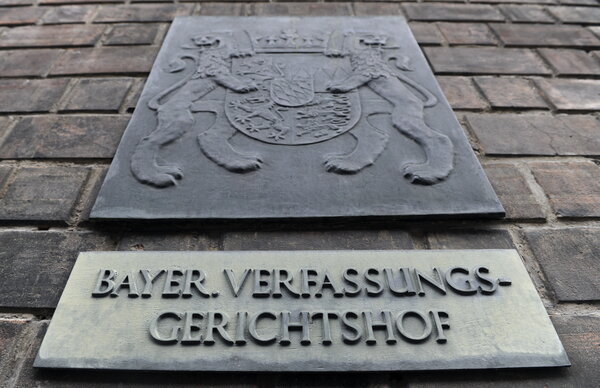 BAYER. VERFASSUNGS-
GERICHTSHOF